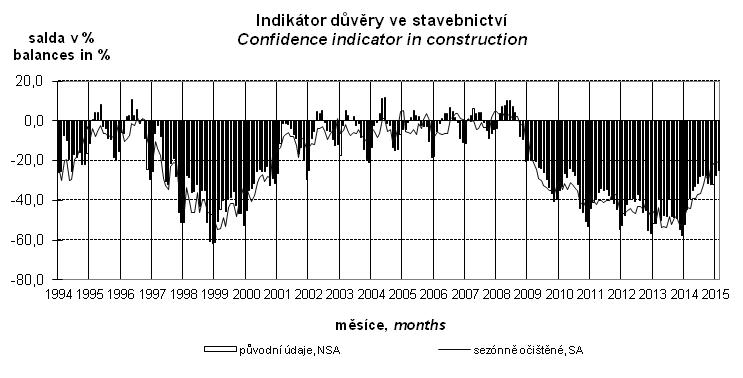 Indikátor důvěry ve stavebnictví
Confidence indicator in construction
salda v %
balances in %
20,0
0,0
-20,0
-40,0
-60,0
-80,0
1994 1995 1996 1997 1998 1999 2000 2001 2002 2003 2004 2005 2006 2007 2008 2009 2010 2011 2012 2013 2014 2015
měsíce, months
původní údaje, NSA
sezónně očištěné, SA